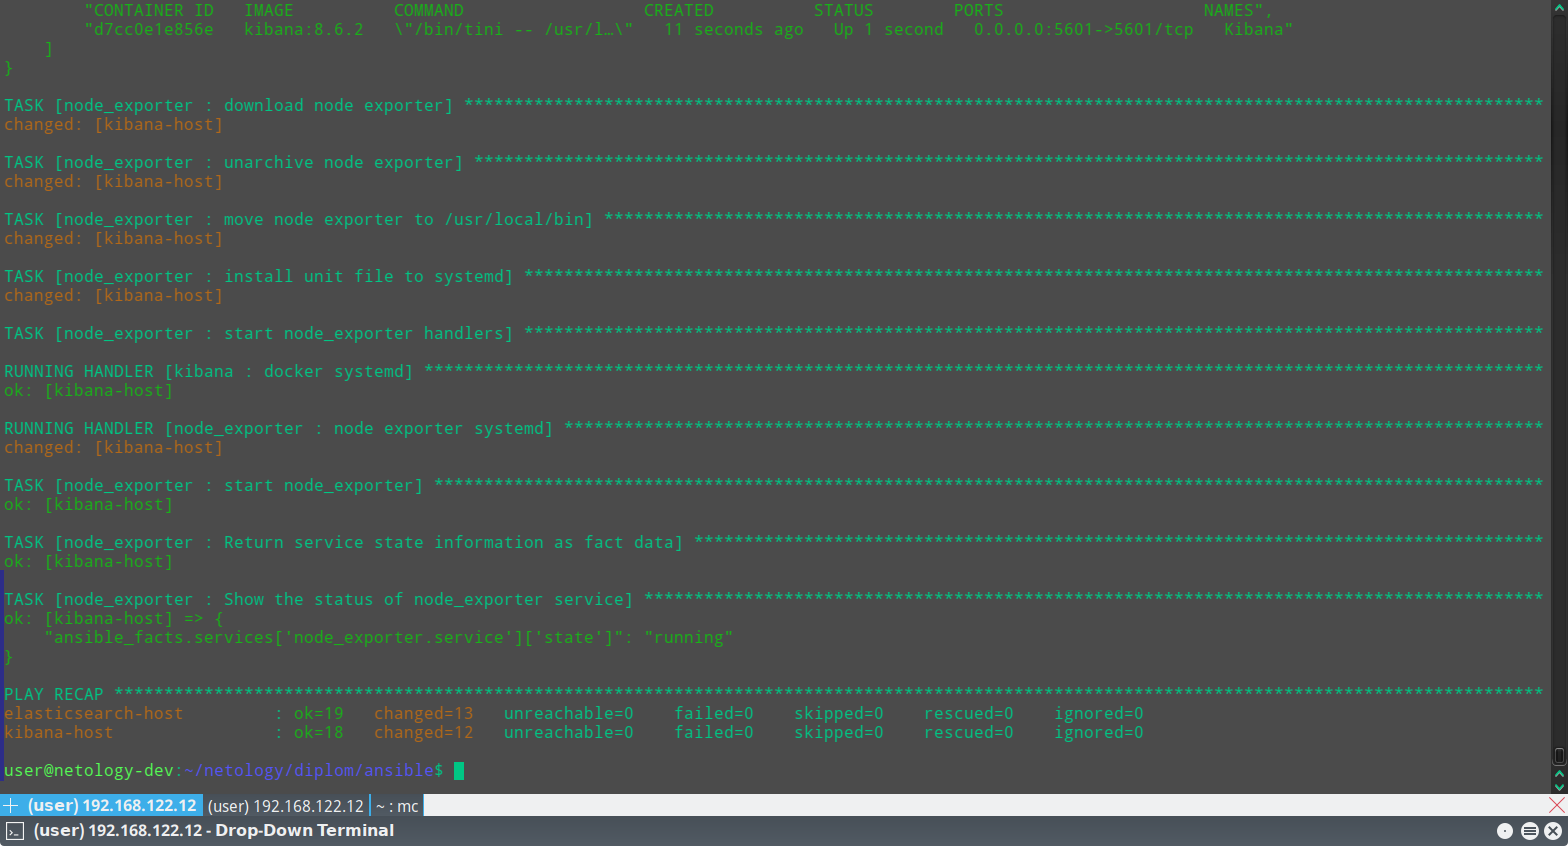 "CONTAINER ID   IMAGE          COMMAND                  CREATED          STATUS        PORTS                    NAMES",
"d7cc0e1e856e   kibana:8.6.2   \"/bin/tini -- /usr/l…\"   11 seconds ago   Up 1 second   0.0.0.0:5601->5601/tcp   Kibana"
]
}
TASK [node_exporter : download node exporter] ************************************************************************************************************
changed: [kibana-host]
TASK [node_exporter : unarchive node exporter] ***********************************************************************************************************
changed: [kibana-host]
TASK [node_exporter : move node exporter to /usr/local/bin] **********************************************************************************************
changed: [kibana-host]
TASK [node_exporter : install unit file to systemd] ******************************************************************************************************
changed: [kibana-host]
TASK [node_exporter : start node_exporter handlers] ******************************************************************************************************
RUNNING HANDLER [kibana : docker systemd] ****************************************************************************************************************
ok: [kibana-host]
RUNNING HANDLER [node_exporter : node exporter systemd] **************************************************************************************************
changed: [kibana-host]
TASK [node_exporter : start node_exporter] ***************************************************************************************************************
ok: [kibana-host]
TASK [node_exporter : Return service state information as fact data] *************************************************************************************
ok: [kibana-host]
TASK [node_exporter : Show the status of node_exporter service] ******************************************************************************************
ok: [kibana-host] => {
"ansible_facts.services['node_exporter.service']['state']": "running"
}
PLAY RECAP ***********************************************************************************************************************************************
elasticsearch-host         : ok=19   changed=13   unreachable=0    failed=0    skipped=0    rescued=0    ignored=0
kibana-host                : ok=18   changed=12   unreachable=0    failed=0    skipped=0    rescued=0    ignored=0
user@netology-dev:~/netology/diplom/ansible$
(user) 192.168.122.12 (user) 192.168.122.12 ~ : mc
(user) 192.168.122.12 - Drop-Down Terminal